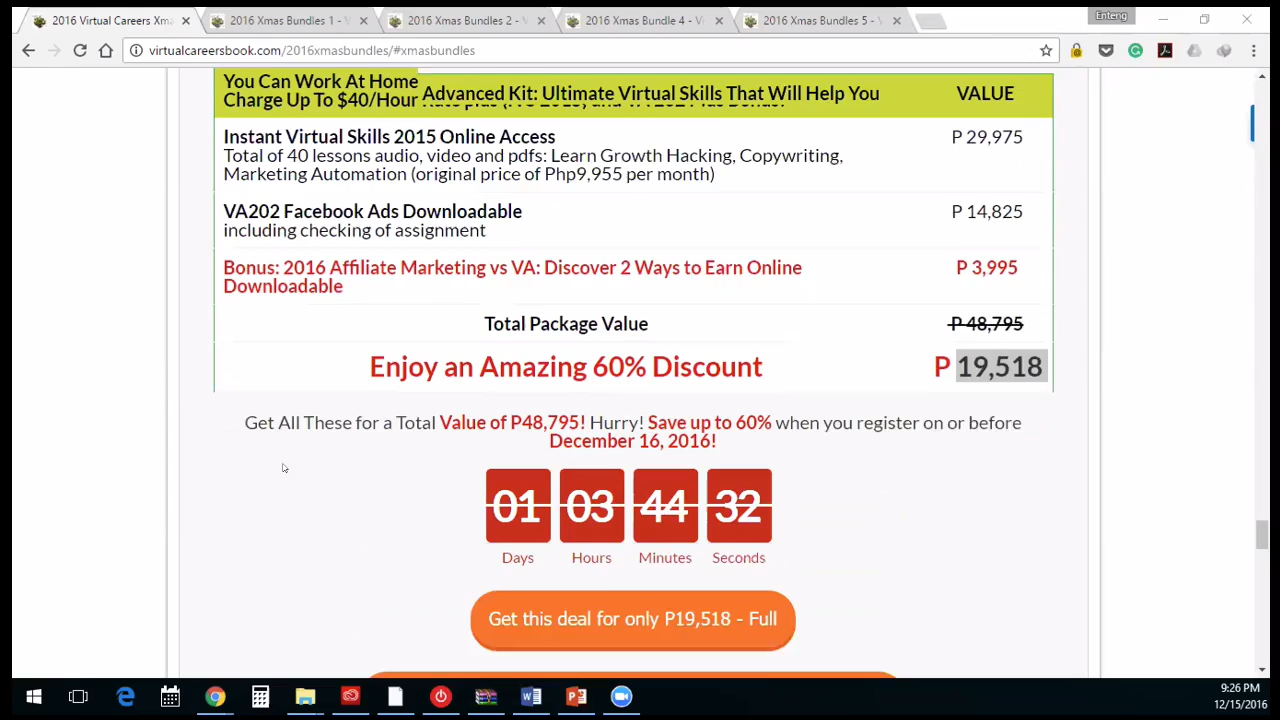 2016 Virtual Careers Xma
2016 Xmas Bundles 1 - V
2016 Xmas Bundles 2 - V
2016 Xmas Bundle 4 - V
2016 Xmas Bundles 5 - V
Enteng
virtualcareersbook.com/2016xmasbundles/#xmasbundles
You Can Work At Home
Charge Up To $40/Hour
Advanced Kit: Ultimate Virtual Skills That Will Help You
VALUE
Instant Virtual Skills 2015 Online Access
P 29,975
Total of 40 lessons audio, video and pdfs: Learn Growth Hacking, Copywriting,
Marketing Automation (original price of Php9,955 per month)
VA202 Facebook Ads Downloadable
P 14,825
including checking of assignment
Bonus: 2016 Affiliate Marketing vs VA: Discover 2 Ways to Earn Online
P 3,995
Downloadable
Total Package Value
P 48,795
Enjoy an Amazing 60% Discount
P 19,518
Get All These for a Total Value of P48,795! Hurry! Save up to 60% when you register on or before
December 16, 2016!
01 03 44 32
Days Hours Minutes Seconds
Get this deal for only P19,518 - Full
9:26 PM
12/15/2016